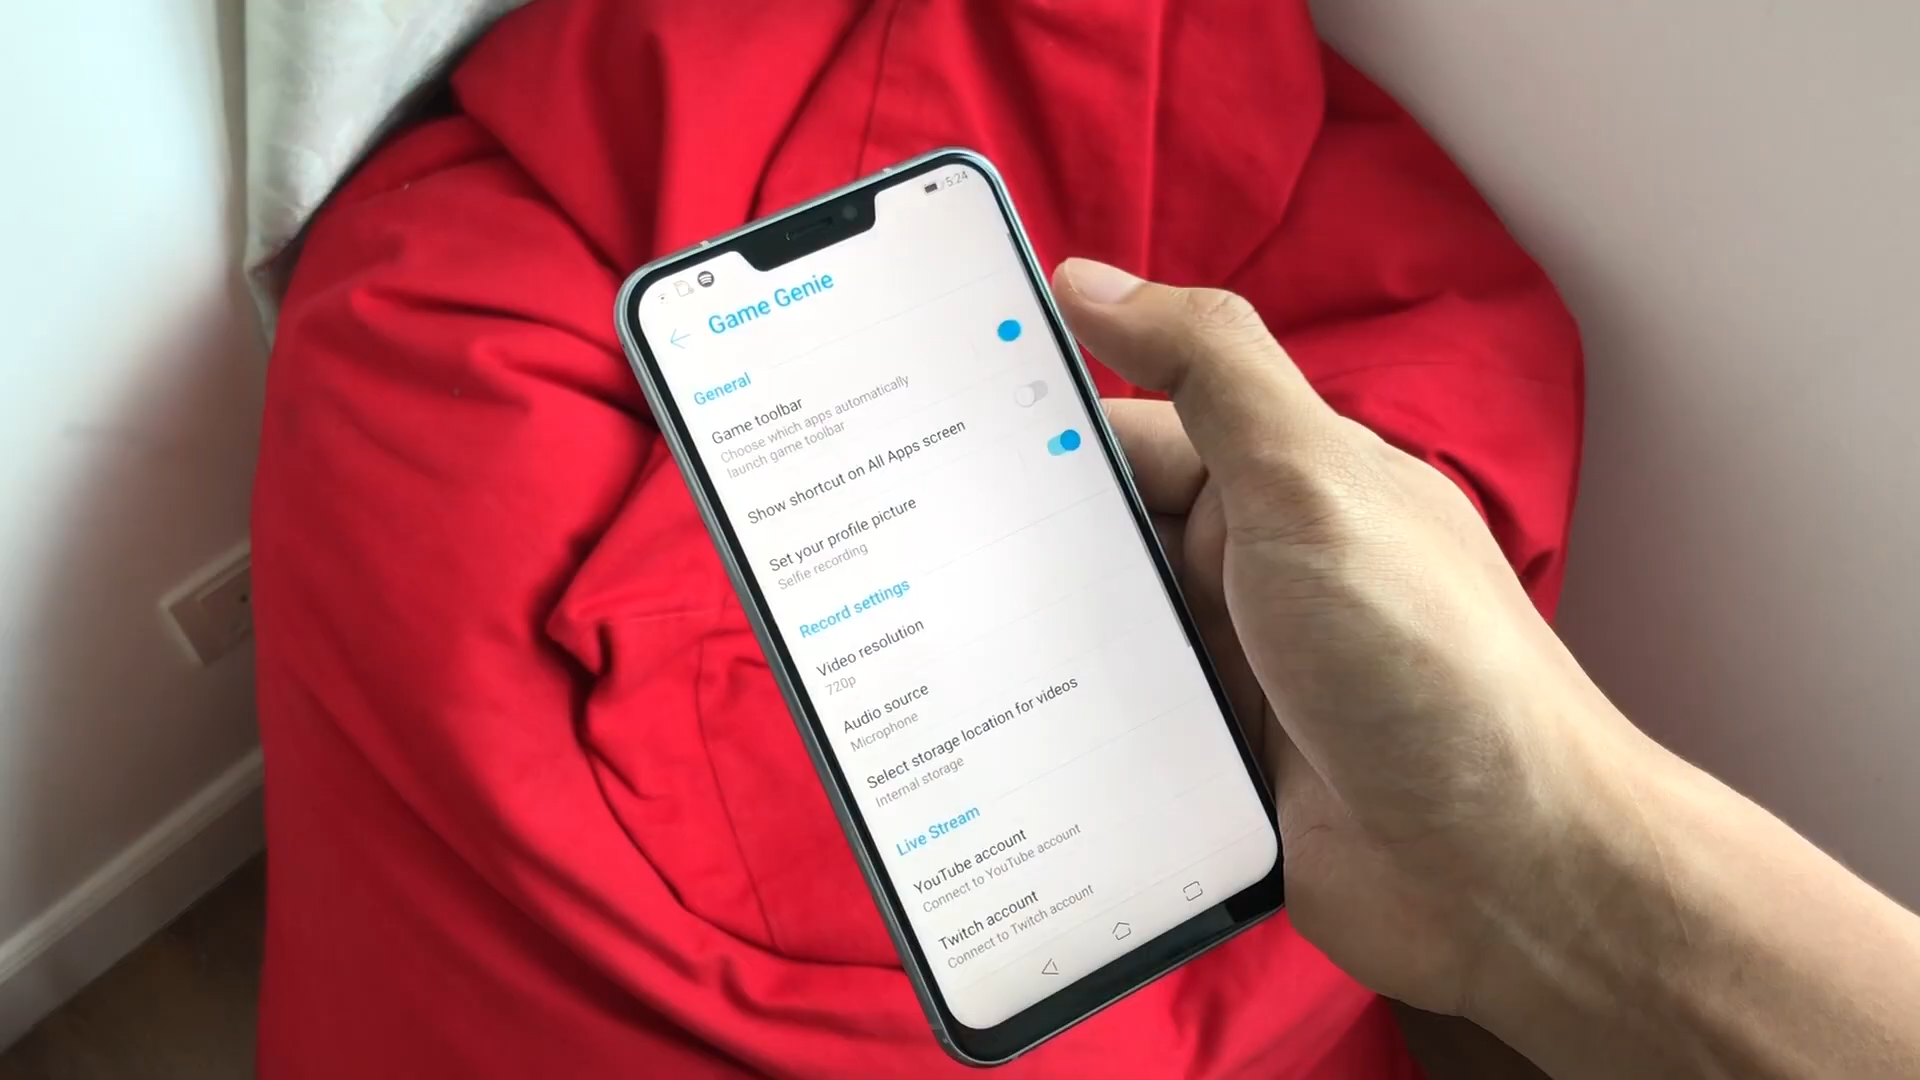 5:24
Game Genie
General
Game toolbar
Choose which apps automatically
launch game toolbar
Show shortcut on All Apps screen
Set your profile picture
Selfie recording
Record settings
Video resolution
720p
Audio source
Microphone
Select storage location for videos
Internal storage
Live Stream
YouTube account
Connect to YouTube account
Twitch account
Connect to Twitch account